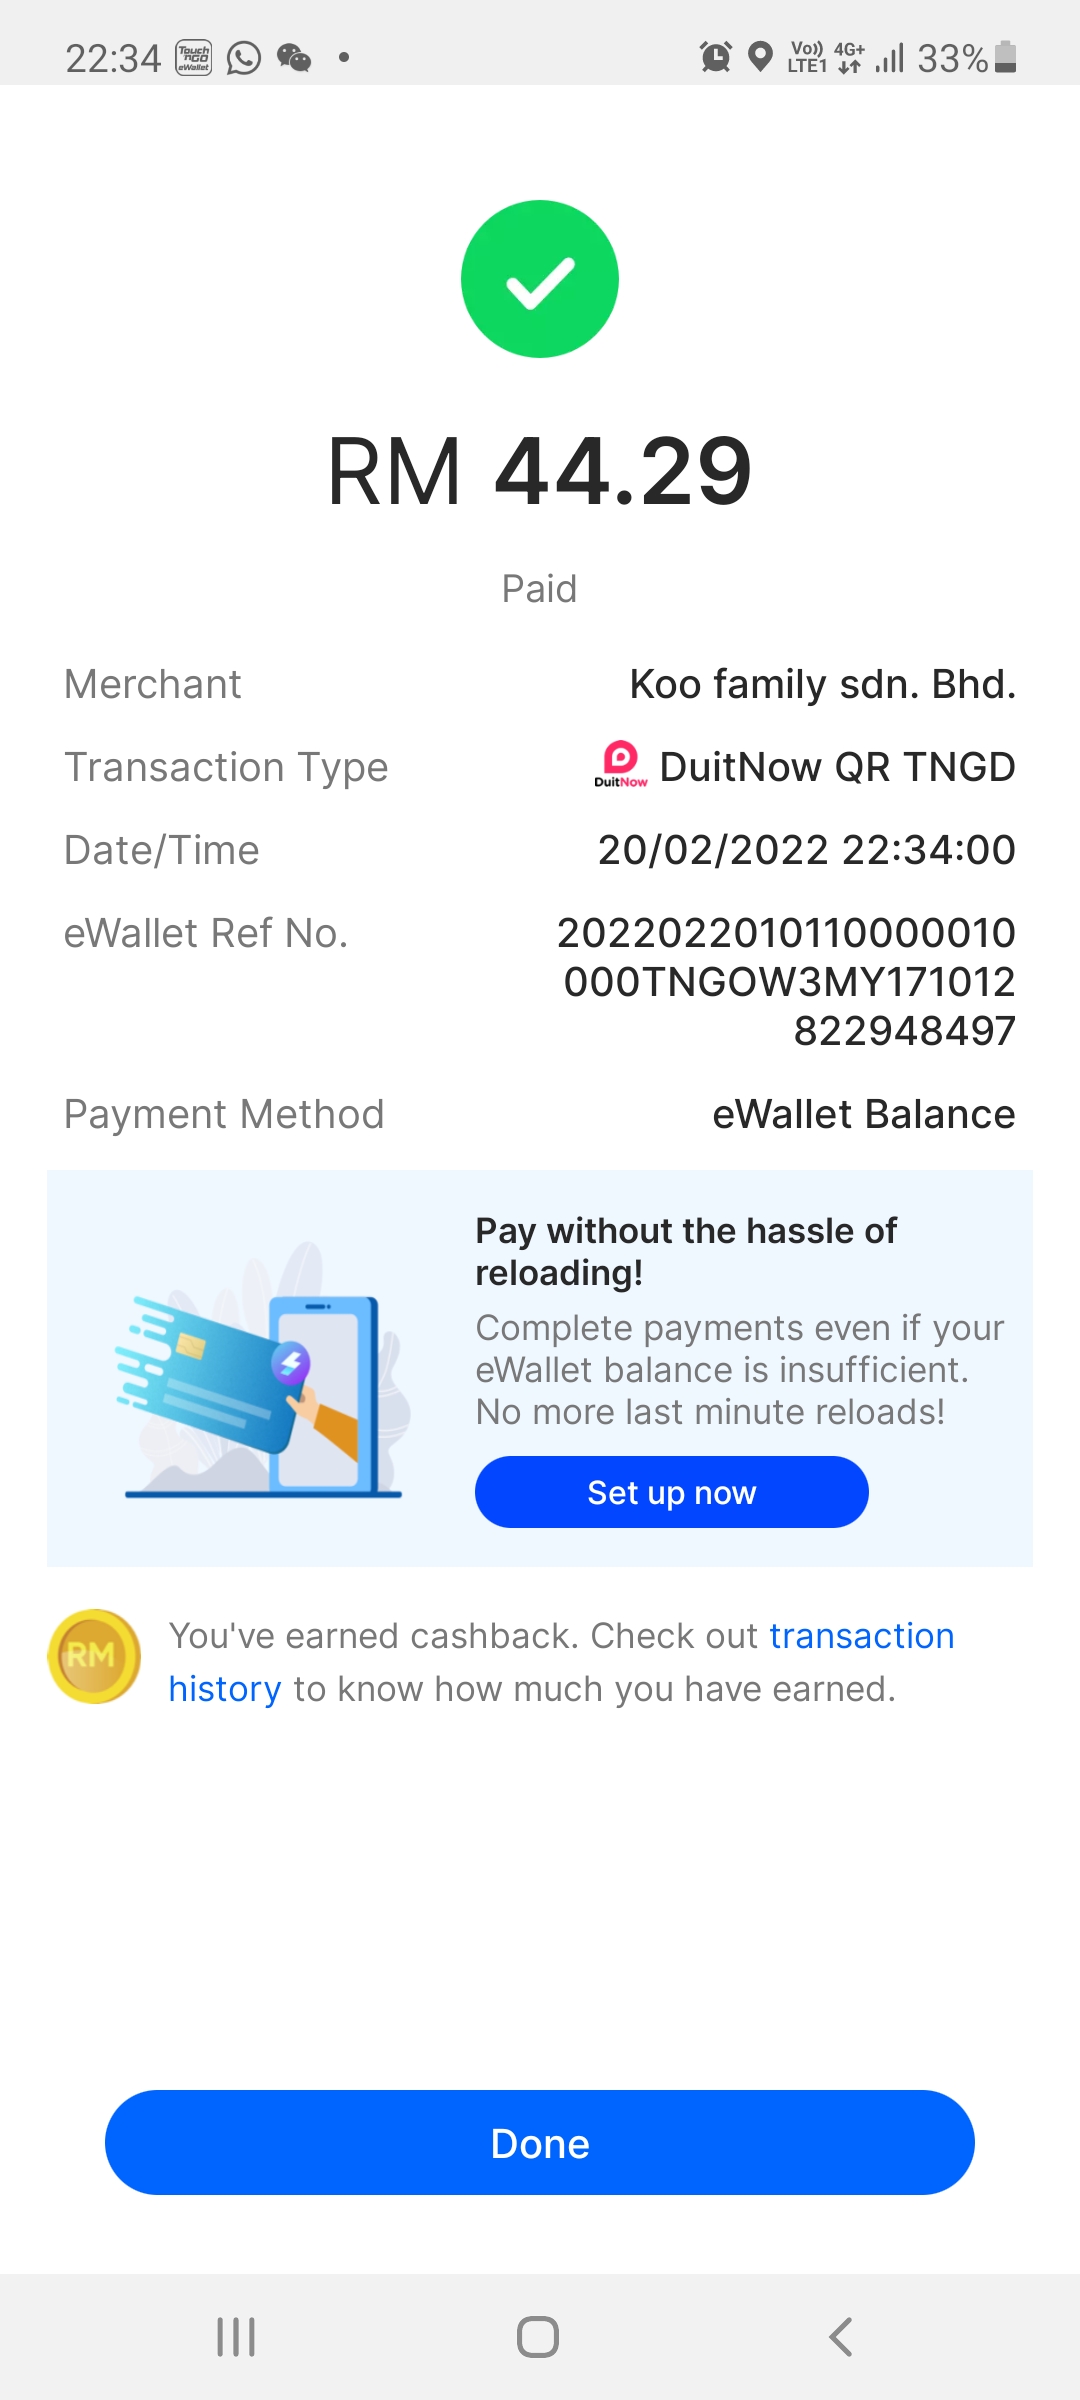 22:34 Touch 'nGO eWallet Vo)) LTE1 4G+ 33%
RM 44.29
Paid
Merchant Koo family sdn. Bhd.
Transaction Type DuitNow DuitNow QR TNGD
Date/Time 20/02/2022 22:34:00
eWallet Ref No. 2022022010110000010
000TNGOW3MY171012
822948497
Payment Method eWallet Balance
Pay without the hassle of
reloading!
Complete payments even if your
eWallet balance is insufficient.
No more last minute reloads!
Set up now
RM You've earned cashback. Check out transaction
history to know how much you have earned.
Done